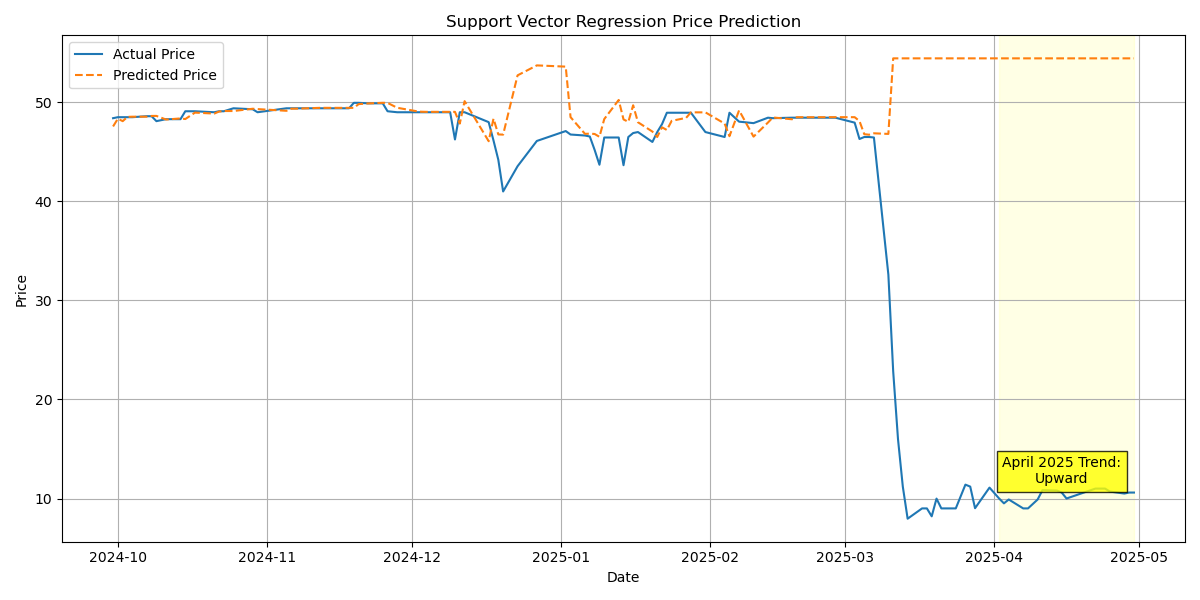 Support Vector Regression Price Prediction
Actual Price
Predicted Price
Price
50
40
30
20
10
April 2025 Trend:
Upward
2024-10
2024-11
2024-12
2025-01
2025-02
2025-03
2025-04
2025-05
Date